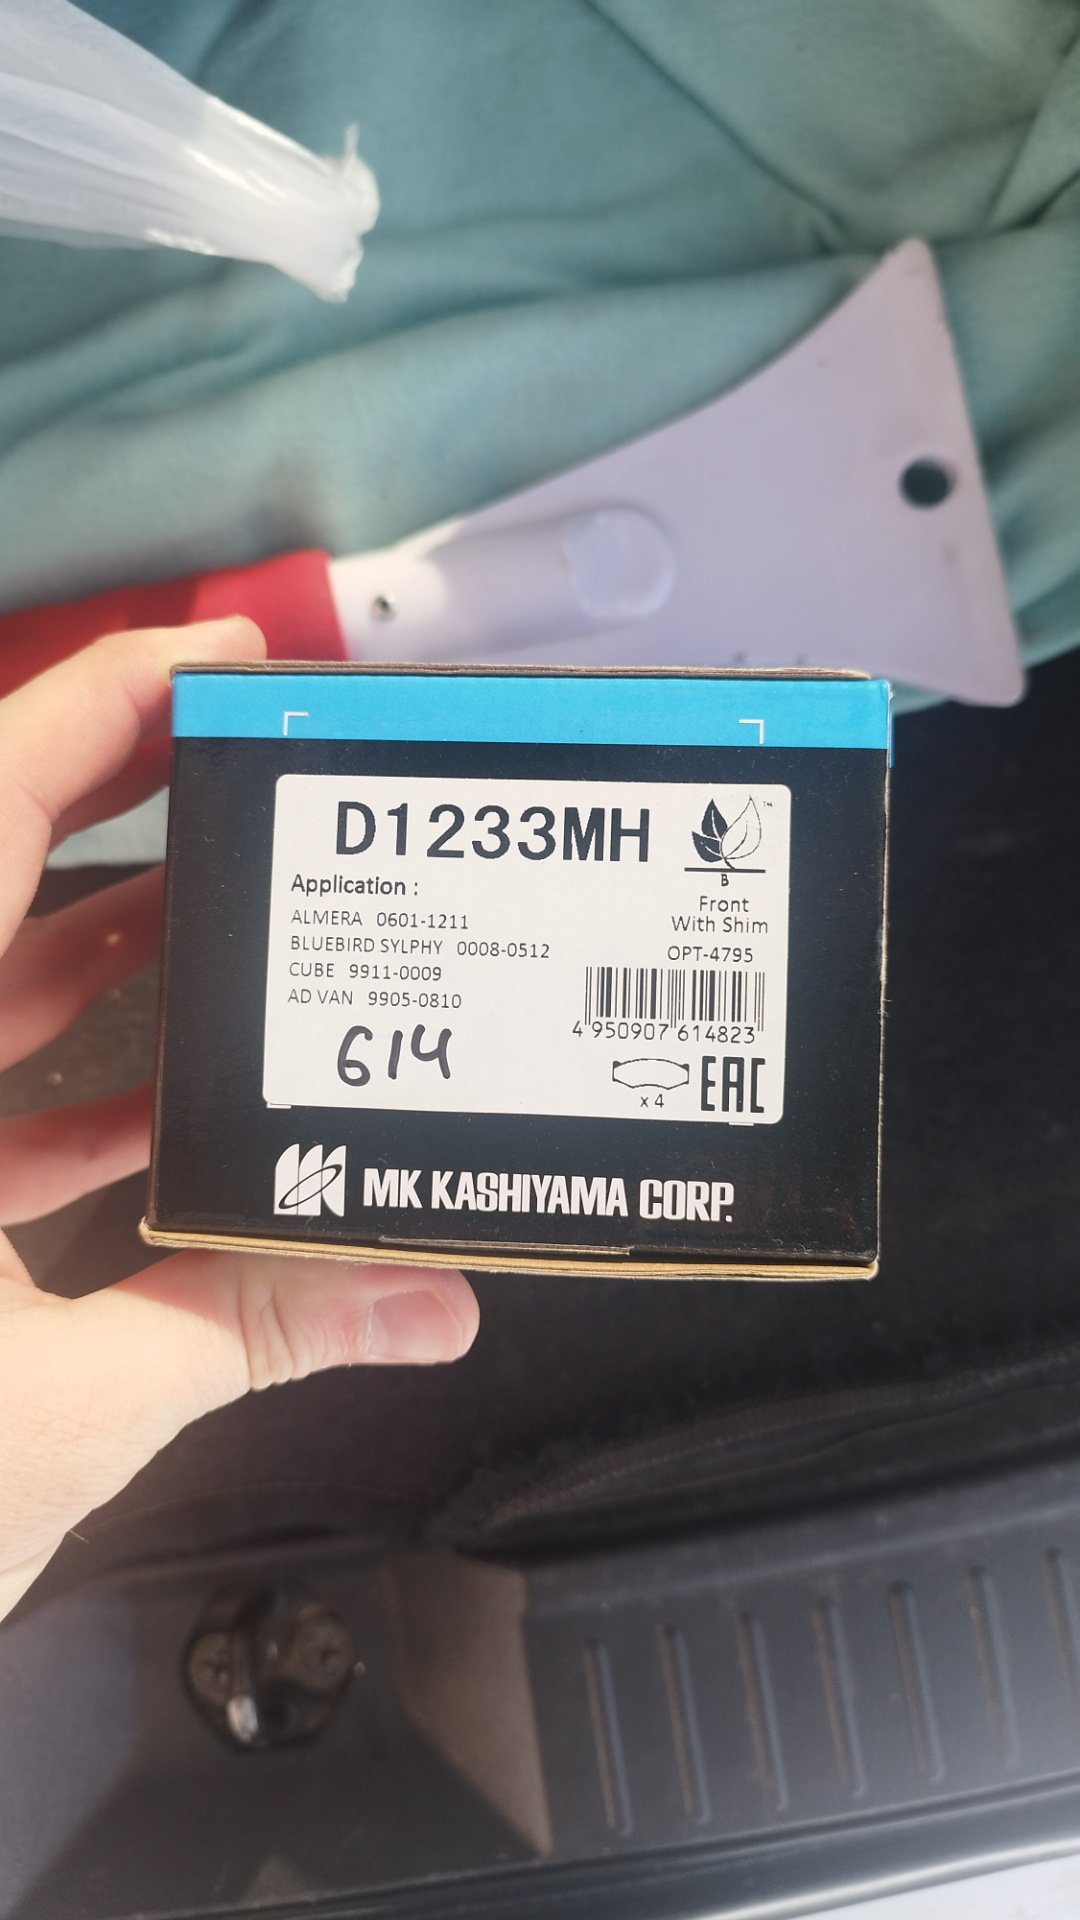 D1233MH
Application :
ALMERA 0601-1211
BLUEBIRD SYLPHY 0008-0512
CUBE 9911-0009
AD VAN 9905-0810
614
™
B
Front
With Shim
OPT-4795
4 950907 614823
x 4
EAC
MK KASHIYAMA CORP.